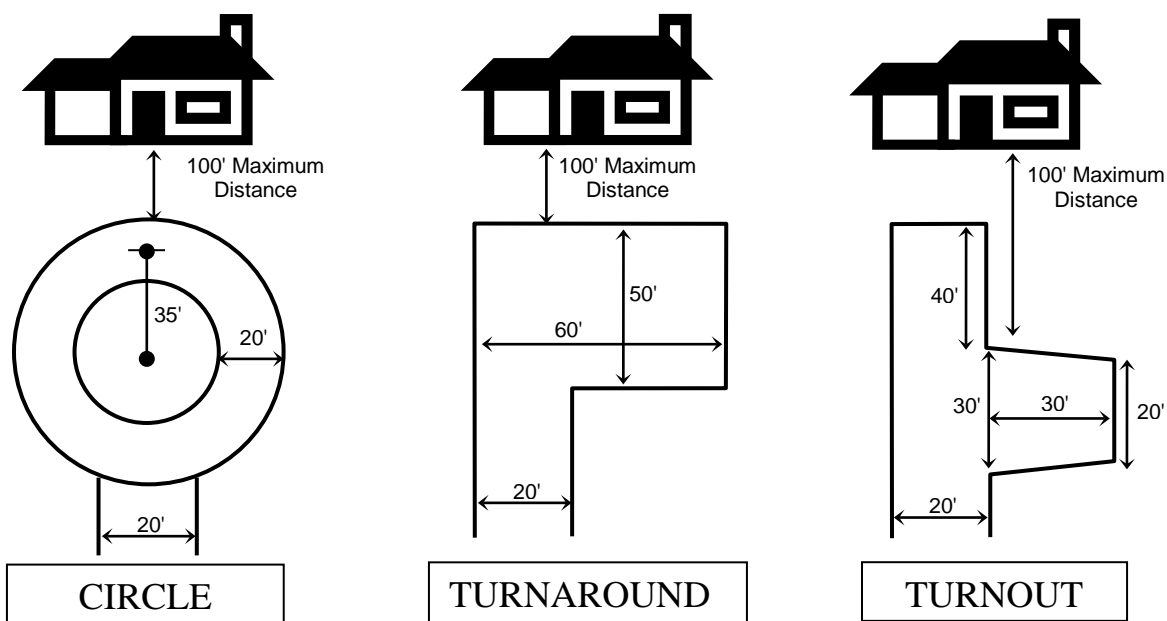 100' Maximum
Distance
35'
20'
20'
CIRCLE
100' Maximum
Distance
50'
60'
20'
TURNAROUND
100' Maximum
Distance
40'
30'
30'
20'
20'
TURNOUT